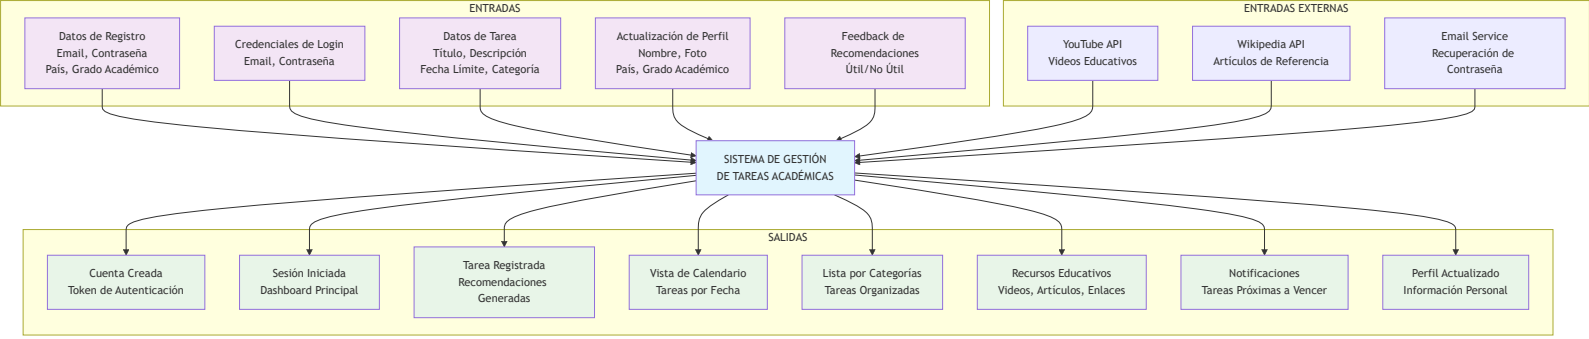 ENTRADAS
Datos de Registro
Email, Contraseña
País, Grado Académico
Credenciales de Login
Email, Contraseña
Datos de Tarea
Título, Descripción
Fecha Límite, Categoría
Actualización de Perfil
Nombre, Foto
País, Grado Académico
Feedback de
Recomendaciones
Útil/No Útil
ENTRADAS EXTERNAS
YouTube API
Videos Educativos
Wikipedia API
Artículos de Referencia
Email Service
Recuperación de
Contraseña
SISTEMA DE GESTIÓN
DE TAREAS ACADÉMICAS
SALIDAS
Cuenta Creada
Token de Autenticación
Sesión Iniciada
Dashboard Principal
Tarea Registrada
Recomendaciones
Generadas
Vista de Calendario
Tareas por Fecha
Lista por Categorías
Tareas Organizadas
Recursos Educativos
Videos, Artículos, Enlaces
Notificaciones
Tareas Próximas a Vencer
Perfil Actualizado
Información Personal